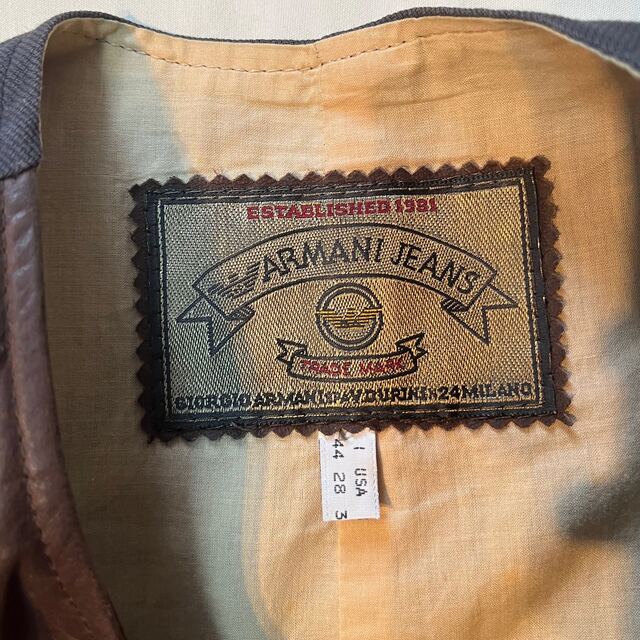 ESTABLISHED 1981
ARMANI JEANS
TRADE MARK
GIORGIO ARMANI DURINI 24 MILANO
I USA
44 28 3